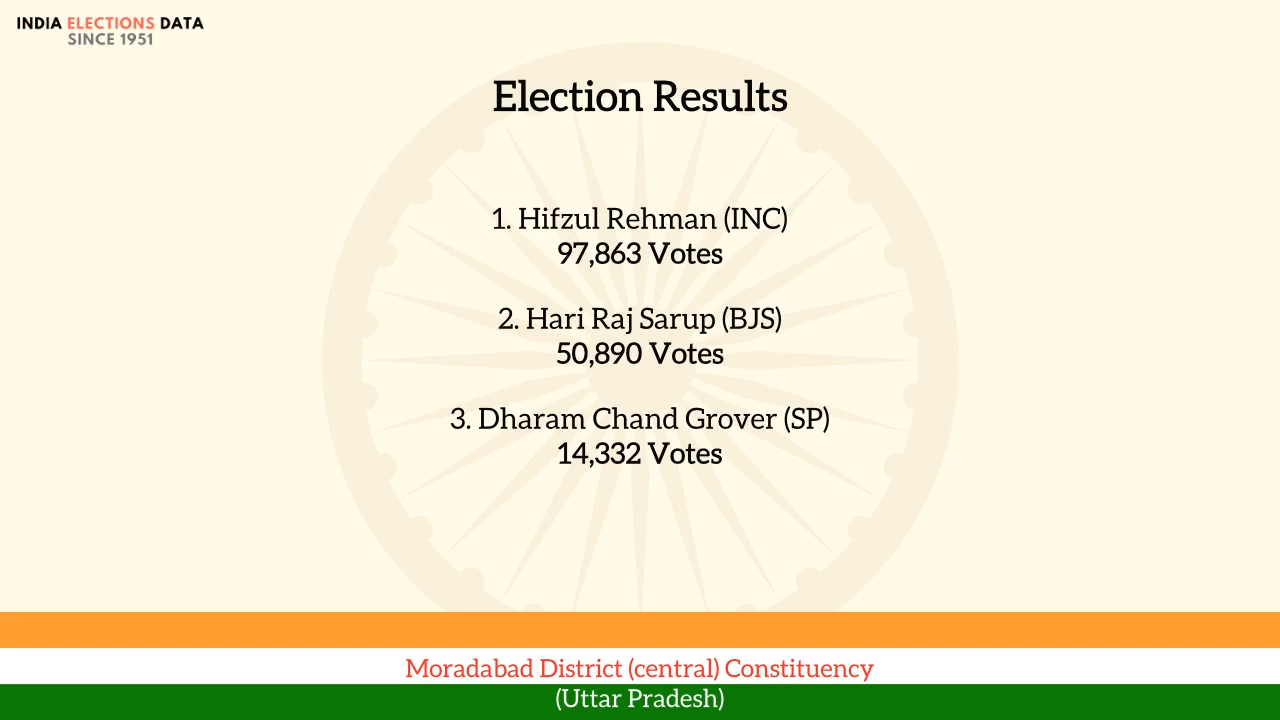 INDIA ELECTIONS DATA
SINCE 1951
Election Results
1. Hifzul Rehman (INC)
97,863 Votes
2. Hari Raj Sarup (BJS)
50,890 Votes
3. Dharam Chand Grover (SP)
14,332 Votes
Moradabad District (central) Constituency
(Uttar Pradesh)